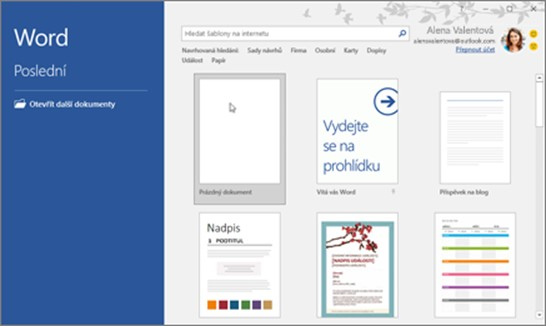 Word
Poslední
Otevřít další dokumenty
Hledat šablony na internetu
Navrhovaná hledání: Sady návrhů Firma Osobní Karty Dopisy
Událost Papír
Alena Valentová
alenavalentova@outlook.com
Přepnout účet
Prázdný dokument
Vydejte
se na
prohlídku
Vítá vás Word
Příspěvek na blog
Nadpis
1 PODTITUL
[NADPIS UDÁLOSTI]